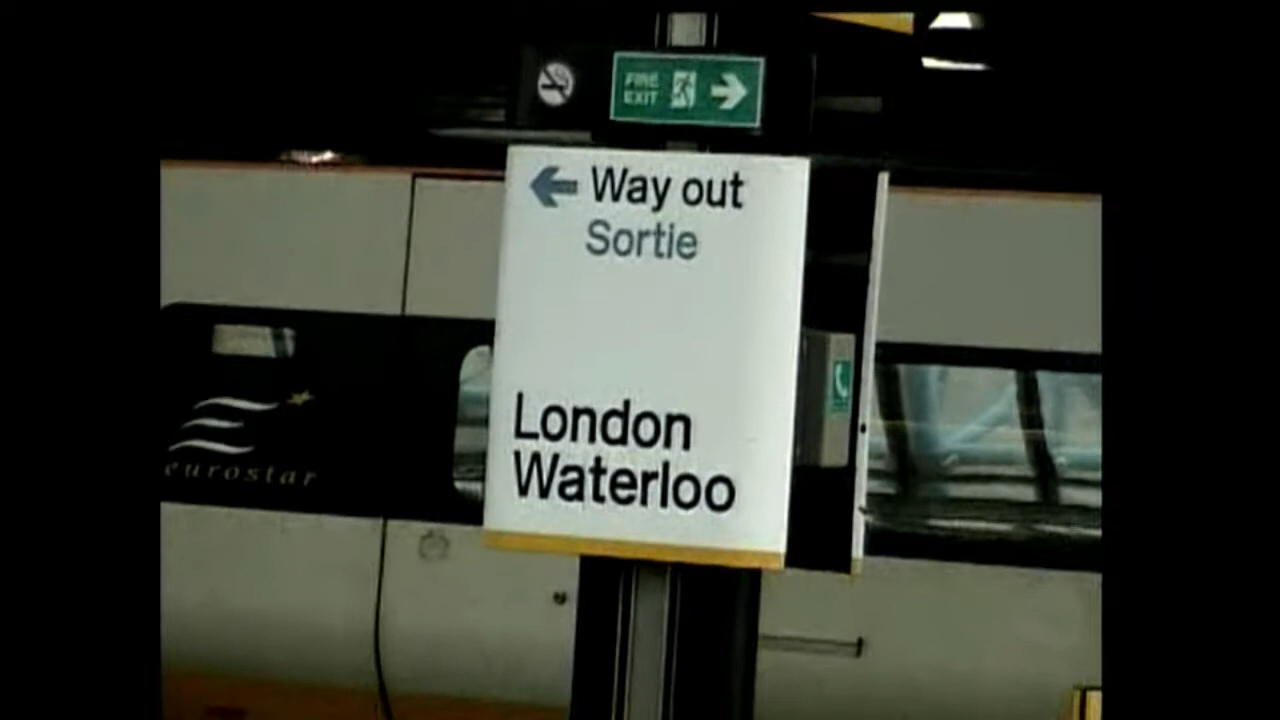 FIRE
EXIT
Way out
Sortie
London
Waterloo
eurostar